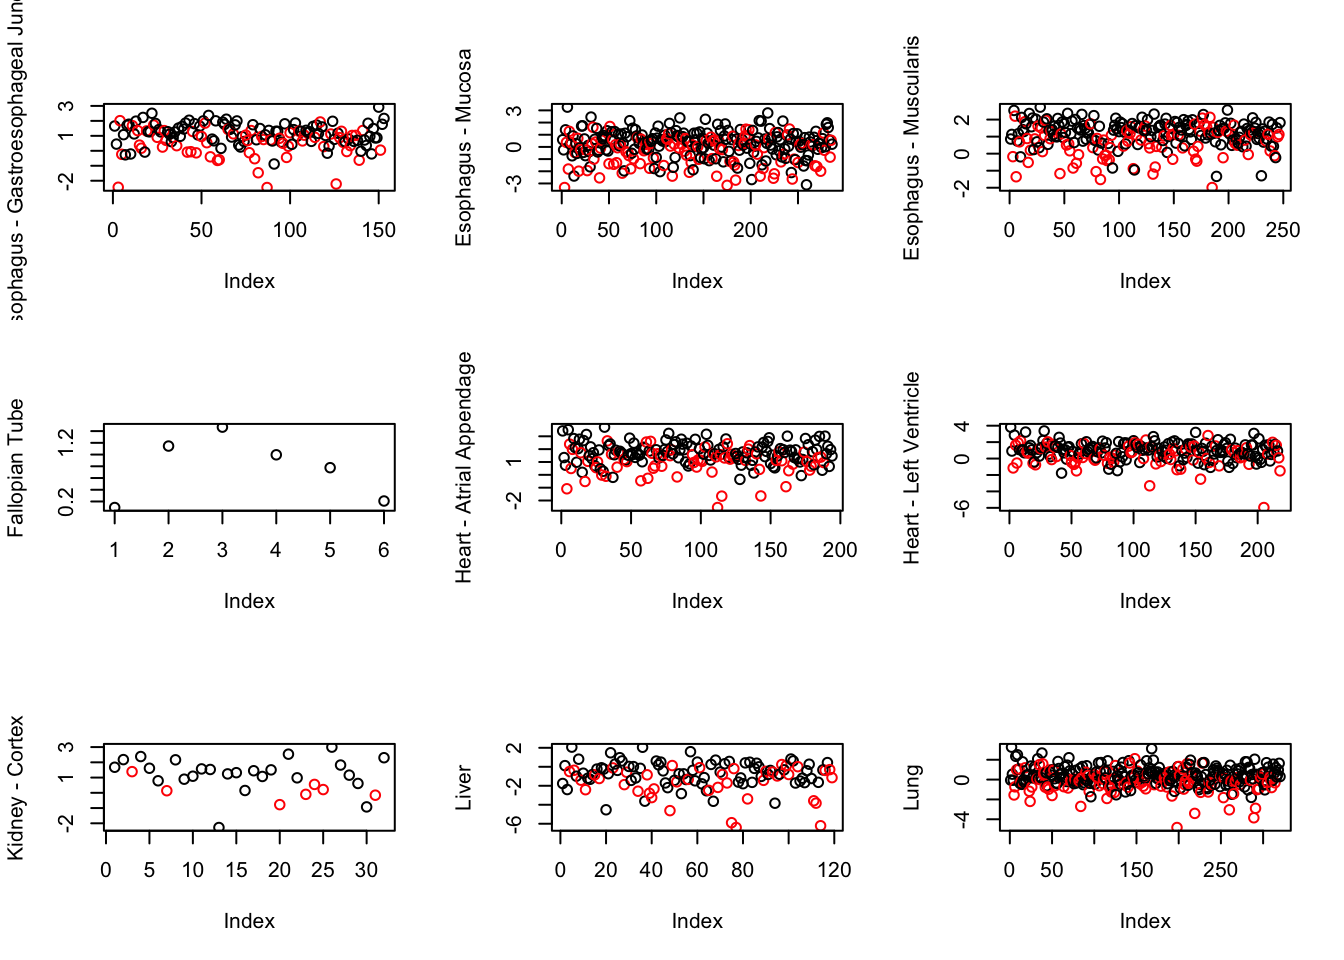 sophagus - Gastroesophageal Junc
3
1
-2
0 50 100 150
Index
Esophagus - Mucosa
3
0
-3
0 50 100 200
Index
Esophagus - Muscularis
2
0
-2
0 50 100 150 200 250
Index
Fallopian Tube
1.2
0.2
1 2 3 4 5 6
Index
Heart - Atrial Appendage
1
-2
0 50 100 150 200
Index
Heart - Left Ventricle
4
0
-6
0 50 100 150 200
Index
Kidney - Cortex
3
1
-2
0 5 10 15 20 25 30
Index
Liver
2
-2
-6
0 20 40 60 80 120
Index
Lung
0
-4
0 50 150 250
Index